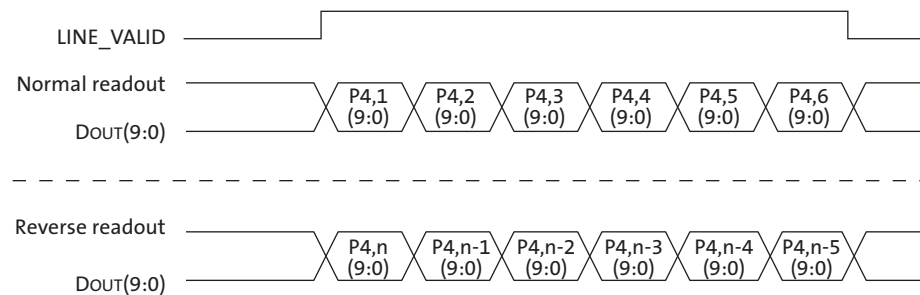 LINE_VALID
Normal readout
P4,1 P4,2 P4,3 P4,4 P4,5 P4,6
(9:0) (9:0) (9:0) (9:0) (9:0) (9:0)
DOUT(9:0)
Reverse readout
P4,n P4,n-1 P4,n-2 P4,n-3 P4,n-4 P4,n-5
(9:0) (9:0) (9:0) (9:0) (9:0) (9:0)
DOUT(9:0)